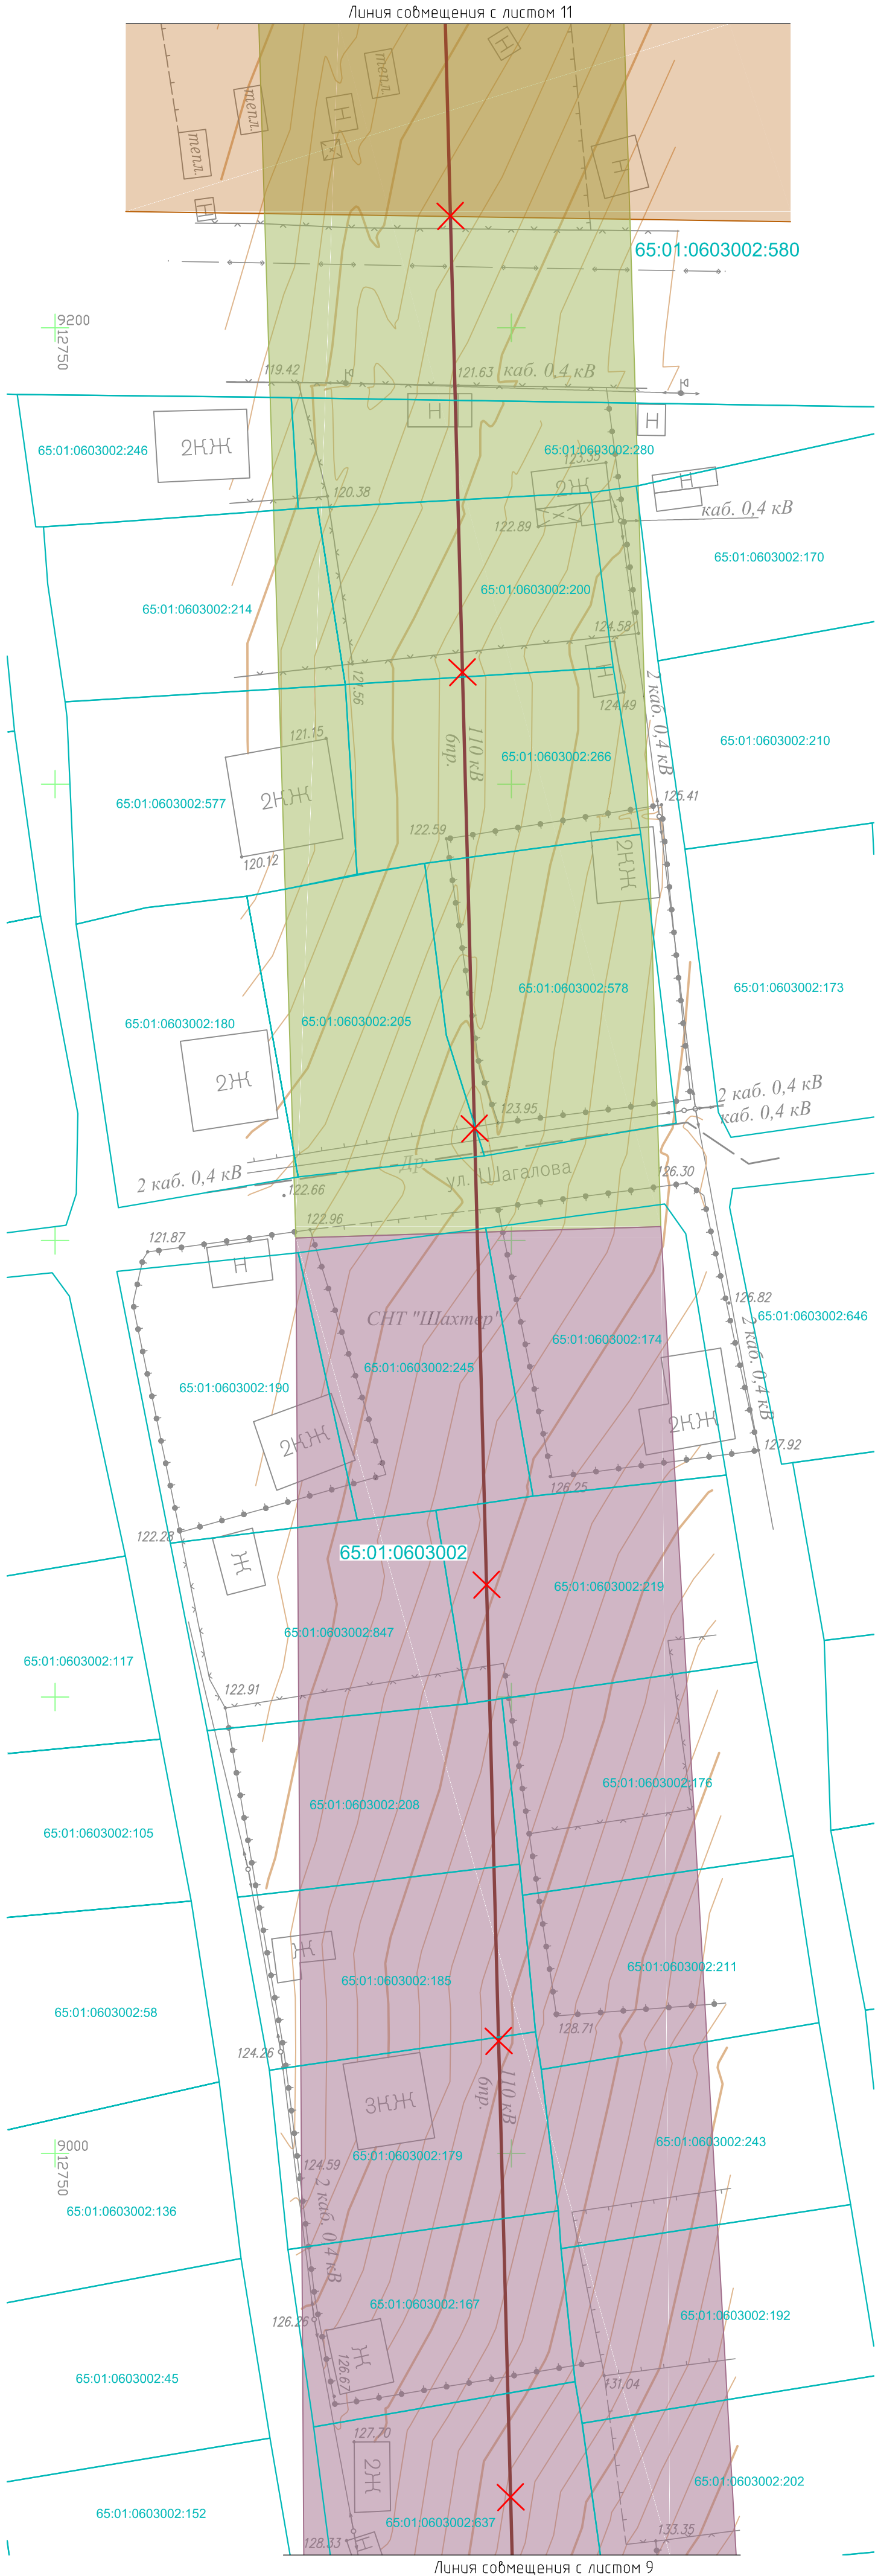 Линия совмещения с листом 11
Н
тепл.
тепл.
Н
тепл.
Н
Н
65:01:0603002:580
9200
12750
119.42
121.63
каб. 0,4 кВ
Н
Н
65:01:0603002:246
2КЖ
65:01:0603002:280
123.35
2Ж
Н
120.38
каб. 0,4 кВ
122.89
65:01:0603002:170
65:01:0603002:200
65:01:0603002:214
124.58
Н
121.56
124.49
2 каб. 0,4 кВ
121.15
110 кВ
6пр.
65:01:0603002:210
65:01:0603002:266
2КЖ
65:01:0603002:577
125.41
122.59
120.12
2КЖ
65:01:0603002:578
65:01:0603002:173
65:01:0603002:180
65:01:0603002:205
2Ж
2 каб. 0,4 кВ
123.95
каб. 0,4 кВ
Др.
ул. Шагалова
126.30
2 каб. 0,4 кВ
122.66
122.96
121.87
Н
126.82
СНТ "Шахтер"
65:01:0603002:646
65:01:0603002:174
2 каб. 0,4 кВ
65:01:0603002:245
65:01:0603002:190
2КЖ
2КЖ
127.92
126.25
122.28
65:01:0603002
Ж
65:01:0603002:219
65:01:0603002:847
65:01:0603002:117
122.91
65:01:0603002:176
65:01:0603002:208
65:01:0603002:105
Ж
65:01:0603002:211
65:01:0603002:185
65:01:0603002:58
128.71
124.26
110 кВ
6пр.
3КЖ
65:01:0603002:243
9000
12750
65:01:0603002:179
124.59
2 каб. 0,4 кВ
65:01:0603002:136
65:01:0603002:167
65:01:0603002:192
126.26
Ж
126.67
65:01:0603002:45
131.04
127.70
2Ж
65:01:0603002:202
65:01:0603002:152
65:01:0603002:637
133.35
128.33
Н
Линия совмещения с листом 9